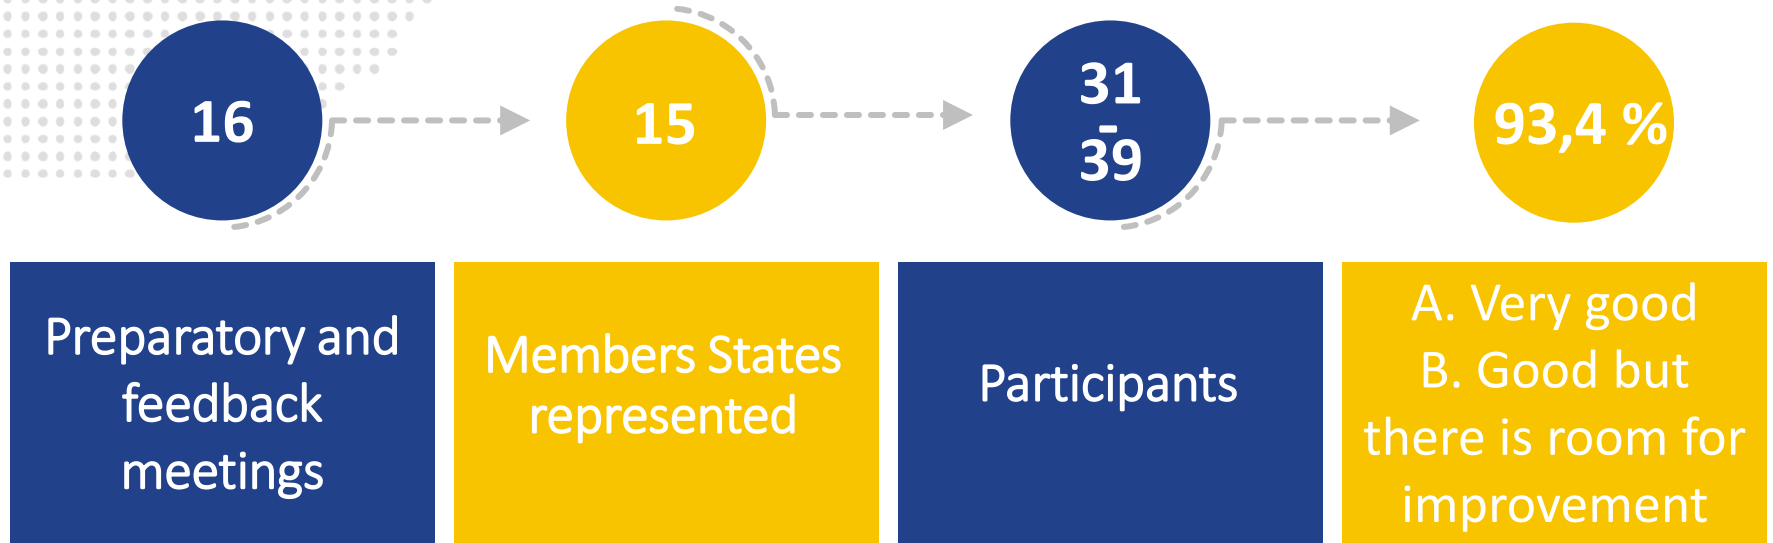 16
15
31
-
39
93,4 %
Preparatory and
feedback
meetings
Members States
represented
Participants
A. Very good
B. Good but
there is room for
improvement